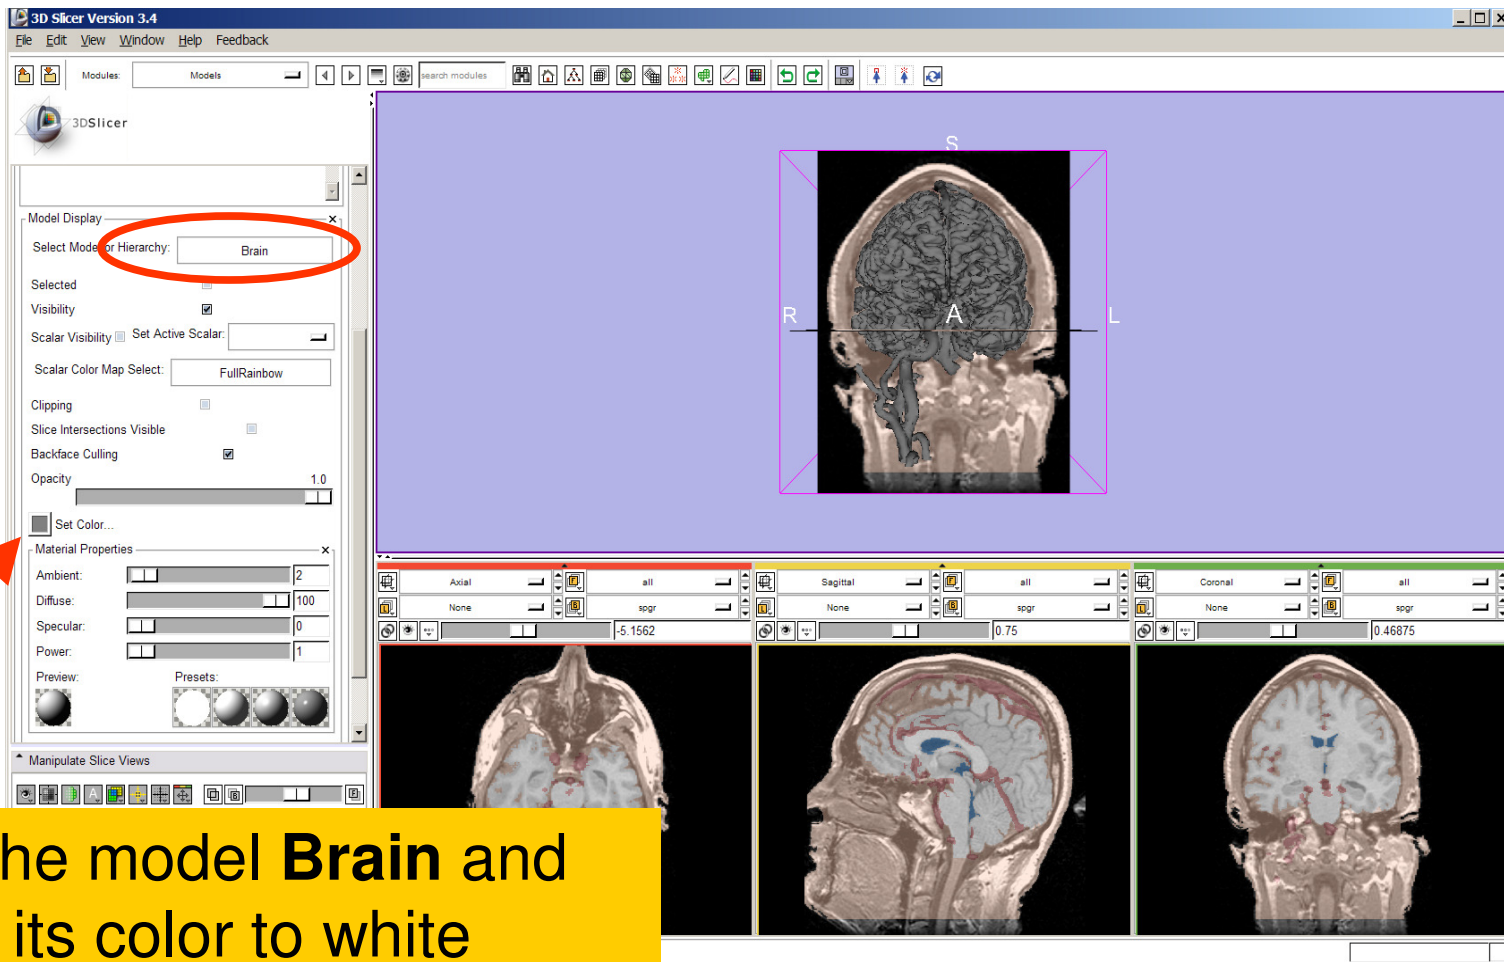 3D Slicer Version 3.4
File Edit View Window Help Feedback
Modules: Models search modules
3DSlicer
Model Display
Select Model or Hierarchy: Brain
Selected
Visibility
Scalar Visibility Set Active Scalar:
Scalar Color Map Select: FullRainbow
Clipping
Slice Intersections Visible
Backface Culling
Opacity 1.0
Set Color...
Material Properties
Ambient: 2
Diffuse: 100
Specular: 0
Power: 1
Preview: Presets:
Manipulate Slice Views
S
R A L
Axial all
None spgr
-5.1562
Sagittal all
None spgr
0.75
Coronal all
None spgr
0.46875
he model Brain and
its color to white